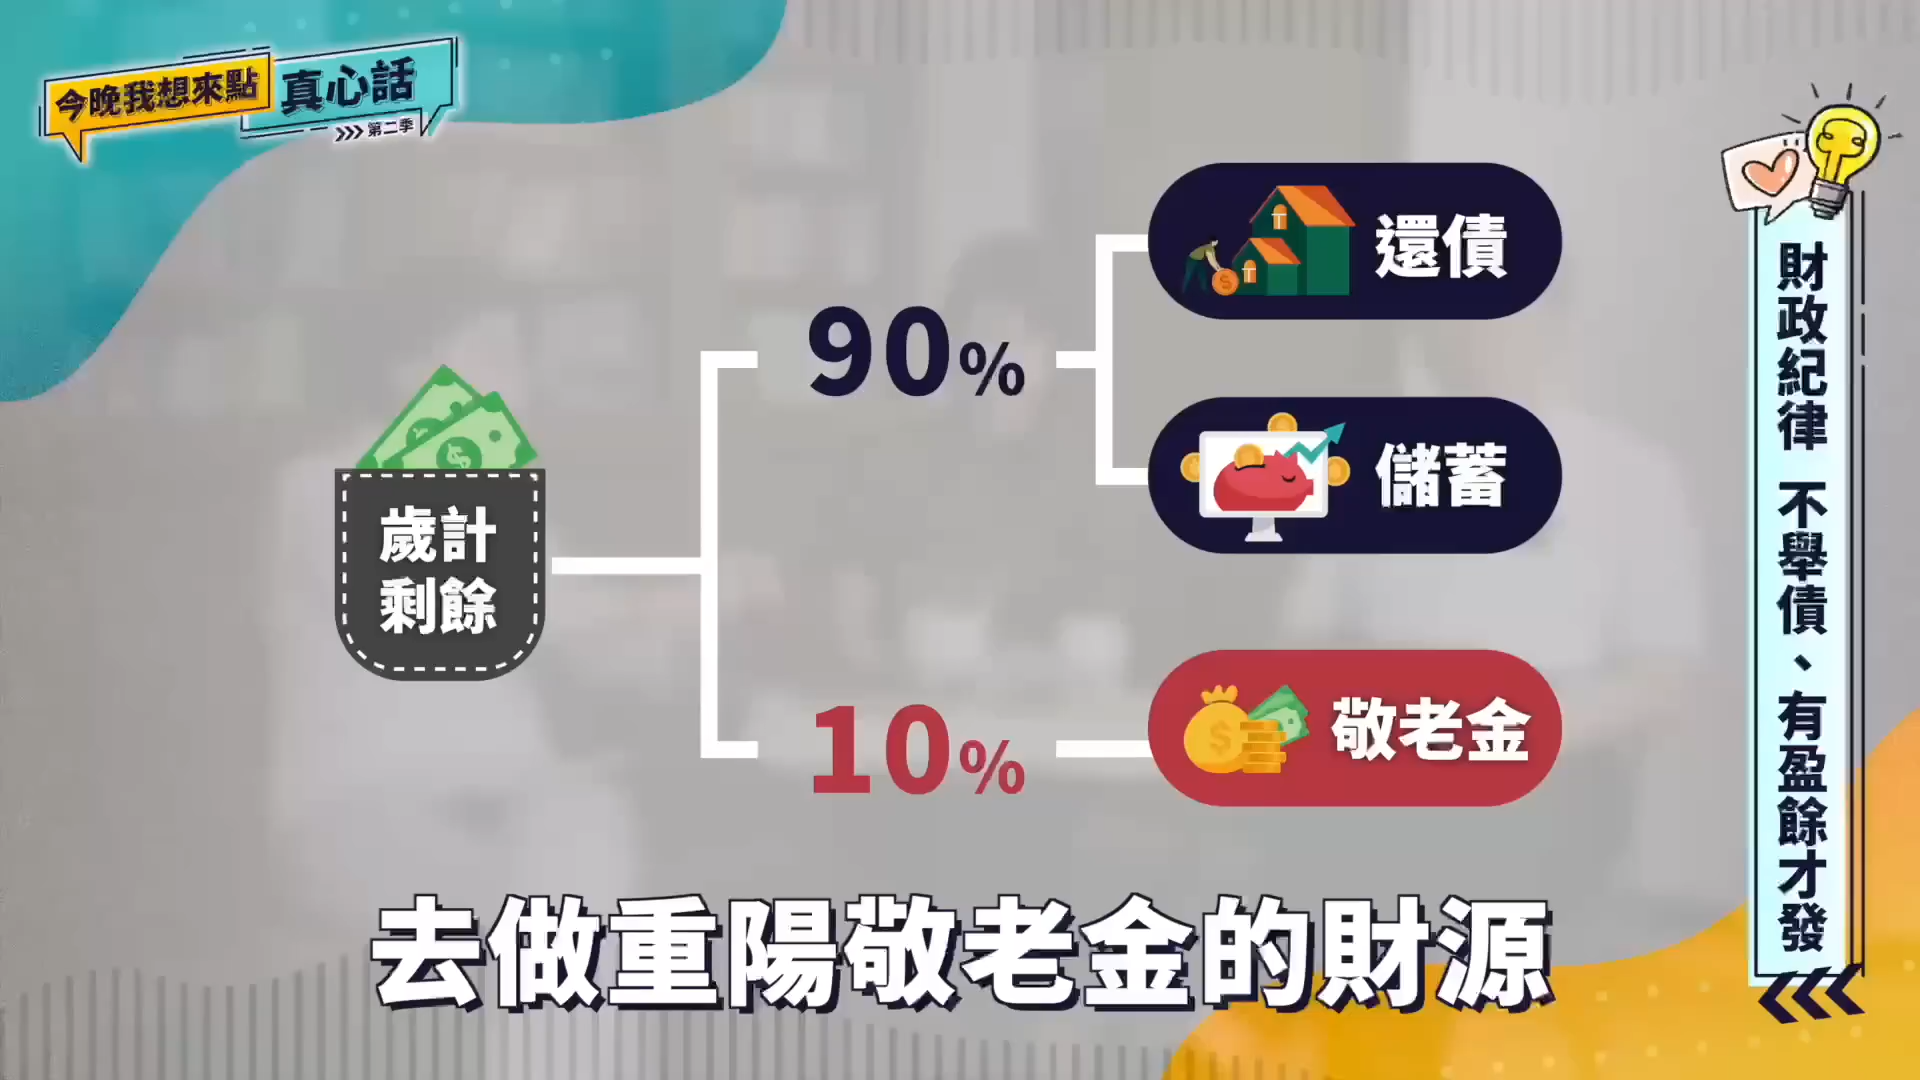 今晚我想來點
真心話
第二季
歲計
剩餘
90%
還債
儲蓄
10%
敬老金
財政紀律 不舉債、有盈餘才發
去做重陽敬老金的財源